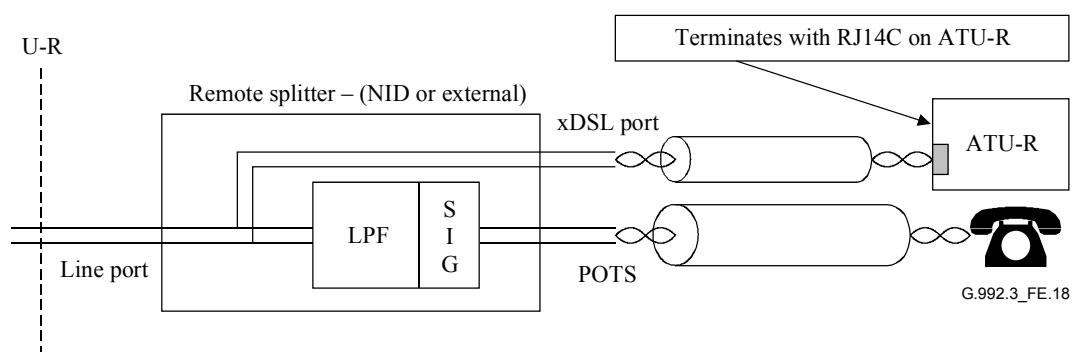 Terminates with RJ14C on ATU-R
U-R
Remote splitter – (NID or external)
xDSL port
ATU-R
LPF
S
I
G
Line port
POTS
G.992.3_FE.18